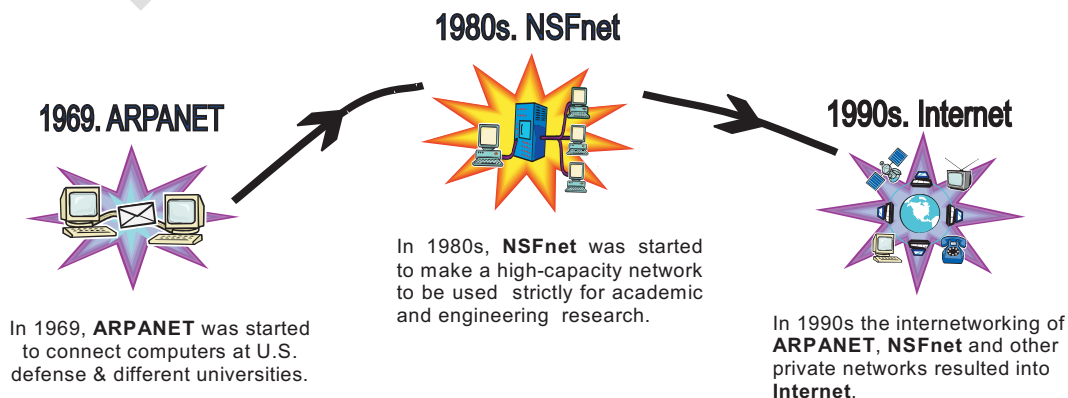 1980s. NSFnet
1969. ARPANET
1990s. Internet
In 1980s, NSFnet was started
to make a high-capacity network
to be used strictly for academic
and engineering research.
In 1969, ARPANET was started
to connect computers at U.S.
defense & different universities.
In 1990s the internetworking of
ARPANET, NSFnet and other
private networks resulted into
Internet.